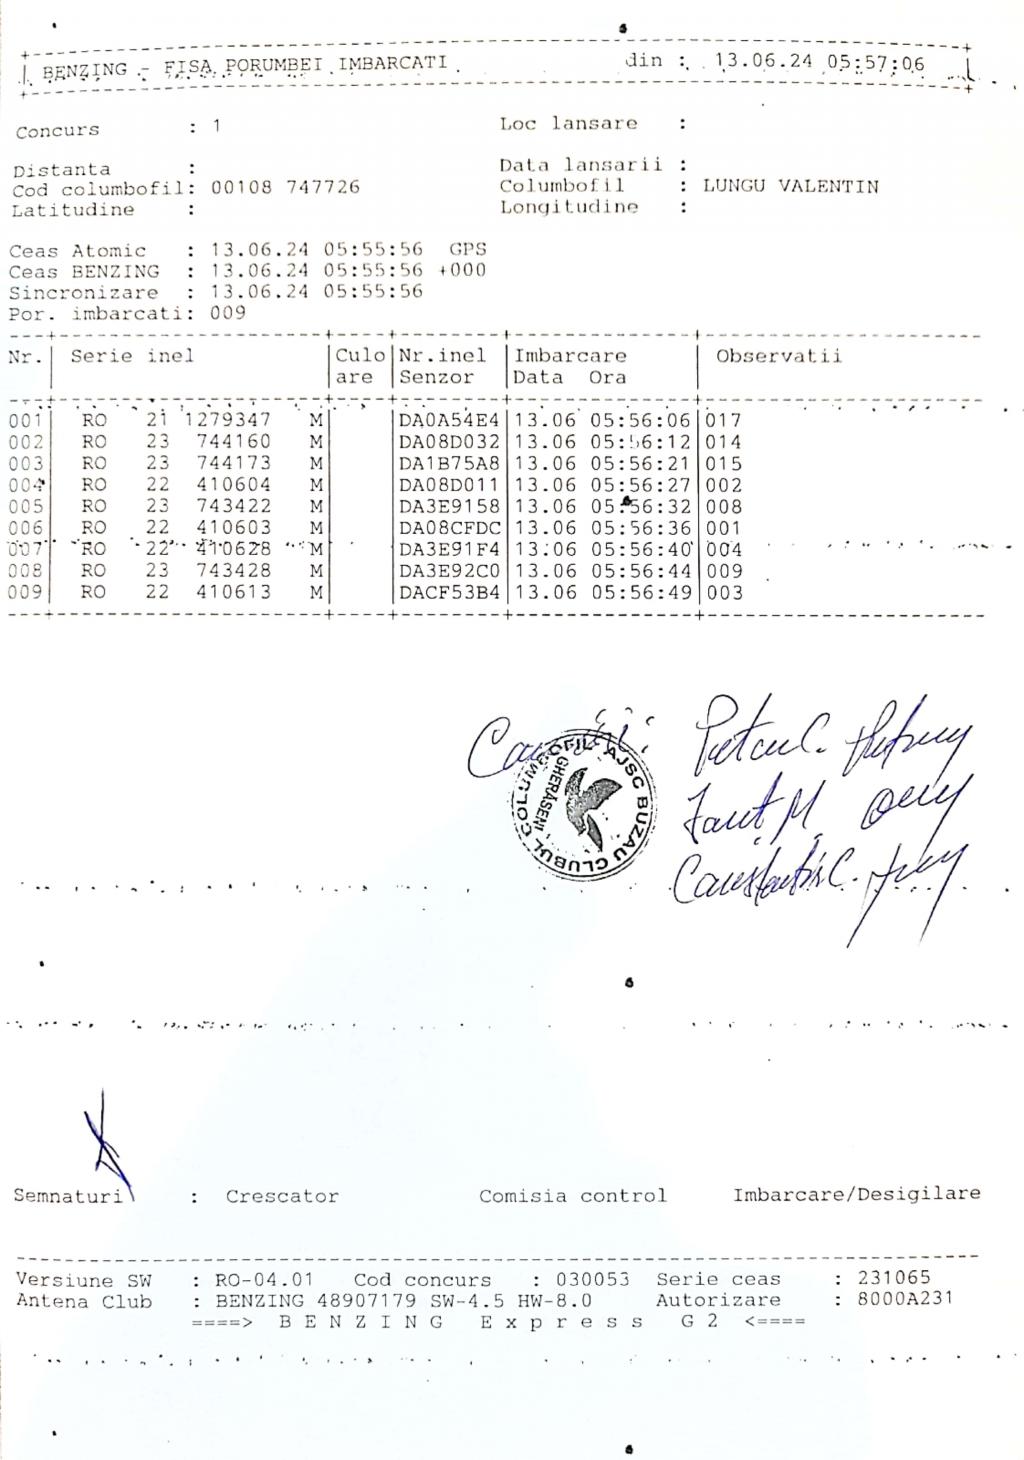 BENZING - FISA PORUMBEI IMBARCATI din : 13.06.24 05:57:06
Concurs : 1 Loc lansare :
Distanta : Data lansarii :
Cod columbofil: 00108 747726 Columbofil : LUNGU VALENTIN
Latitudine : Longitudine :
Ceas Atomic : 13.06.24 05:55:56 GPS
Ceas BENZING : 13.06.24 05:55:56 +000
Sincronizare : 13.06.24 05:55:56
Por. imbarcati: 009
Nr. | Serie inel | Culo | Nr.inel | Imbarcare | Observatii
are | Senzor | Data Ora
001 | RO 21 1279347 M | | DA0A54E4 | 13.06 05:56:06 | 017
002 | RO 23 744160 M | | DA08D032 | 13.06 05:56:12 | 014
003 | RO 23 744173 M | | DA1B75A8 | 13.06 05:56:21 | 015
004 | RO 22 410604 M | | DA08D011 | 13.06 05:56:27 | 002
005 | RO 23 743422 M | | DA3E9158 | 13.06 05:56:32 | 008
006 | RO 22 410603 M | | DA08CFDC | 13.06 05:56:36 | 001
007 | RO 22 410628 M | | DA3E91F4 | 13.06 05:56:40 | 004
008 | RO 23 743428 M | | DA3E92C0 | 13.06 05:56:44 | 009
009 | RO 22 410613 M | | DACF53B4 | 13.06 05:56:49 | 003
CLUBUL COLUMBOFIL AJSC BUZAU
GHERASENI
Semnaturi : Crescator Comisia control Imbarcare/Desigilare
Versiune SW : RO-04.01 Cod concurs : 030053 Serie ceas : 231065
Antena Club : BENZING 48907179 SW-4.5 HW-8.0 Autorizare : 8000A231
====> B E N Z I N G E x p r e s s G 2 <====